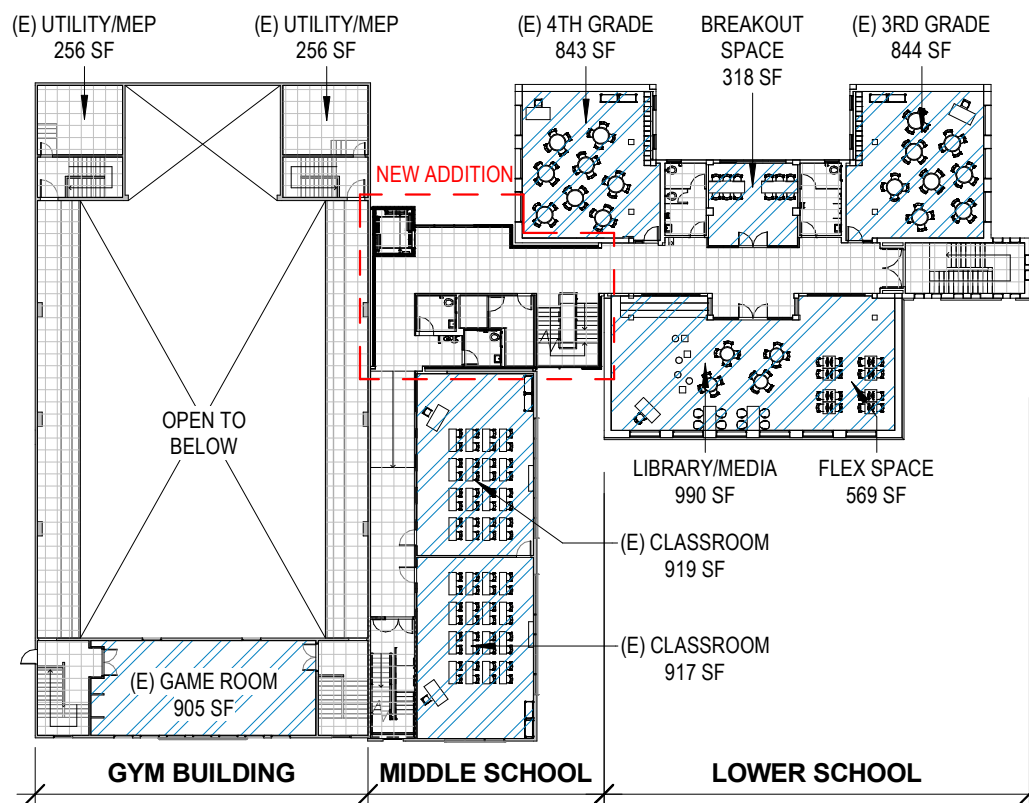 (E) UTILITY/MEP
256 SF
(E) UTILITY/MEP
256 SF
(E) 4TH GRADE
843 SF
BREAKOUT
SPACE
318 SF
(E) 3RD GRADE
844 SF
NEW ADDITION
OPEN TO
BELOW
LIBRARY/MEDIA
990 SF
FLEX SPACE
569 SF
(E) CLASSROOM
919 SF
(E) CLASSROOM
917 SF
(E) GAME ROOM
905 SF
GYM BUILDING
MIDDLE SCHOOL
LOWER SCHOOL